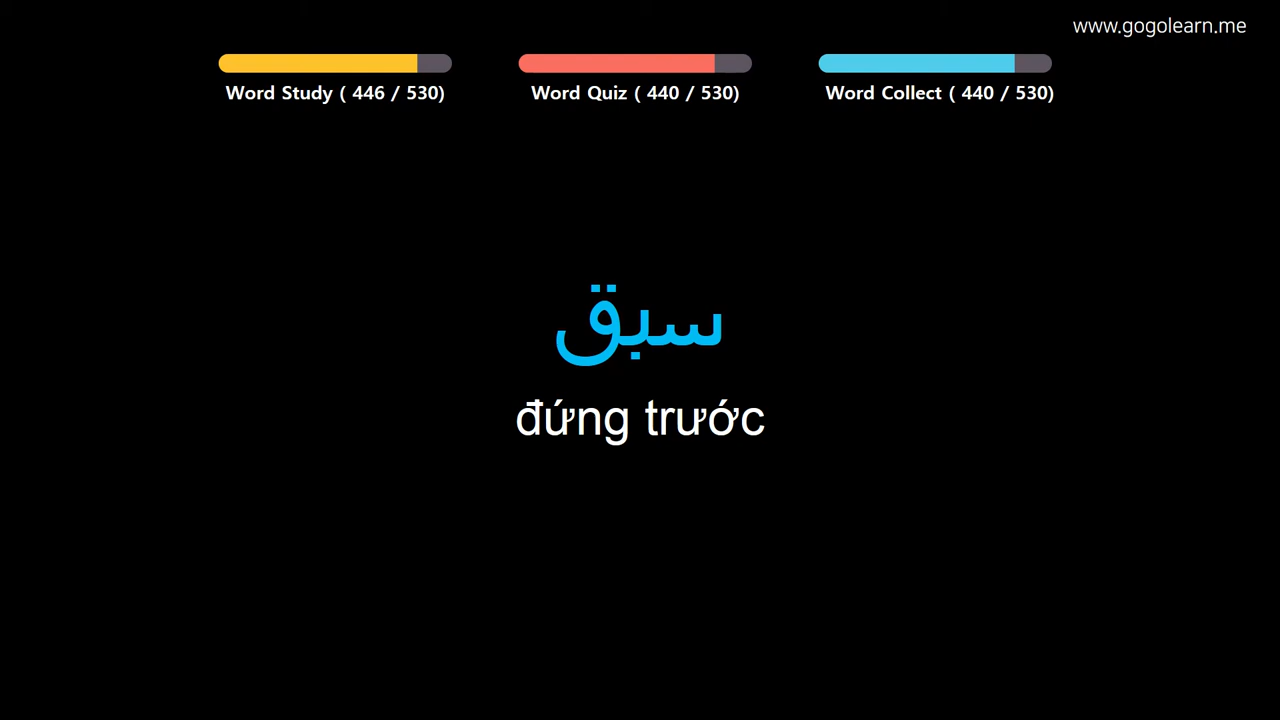 www.gogolearn.me
Word Study ( 446 / 530)
Word Quiz ( 440 / 530)
Word Collect ( 440 / 530)
سبق
đứng trước